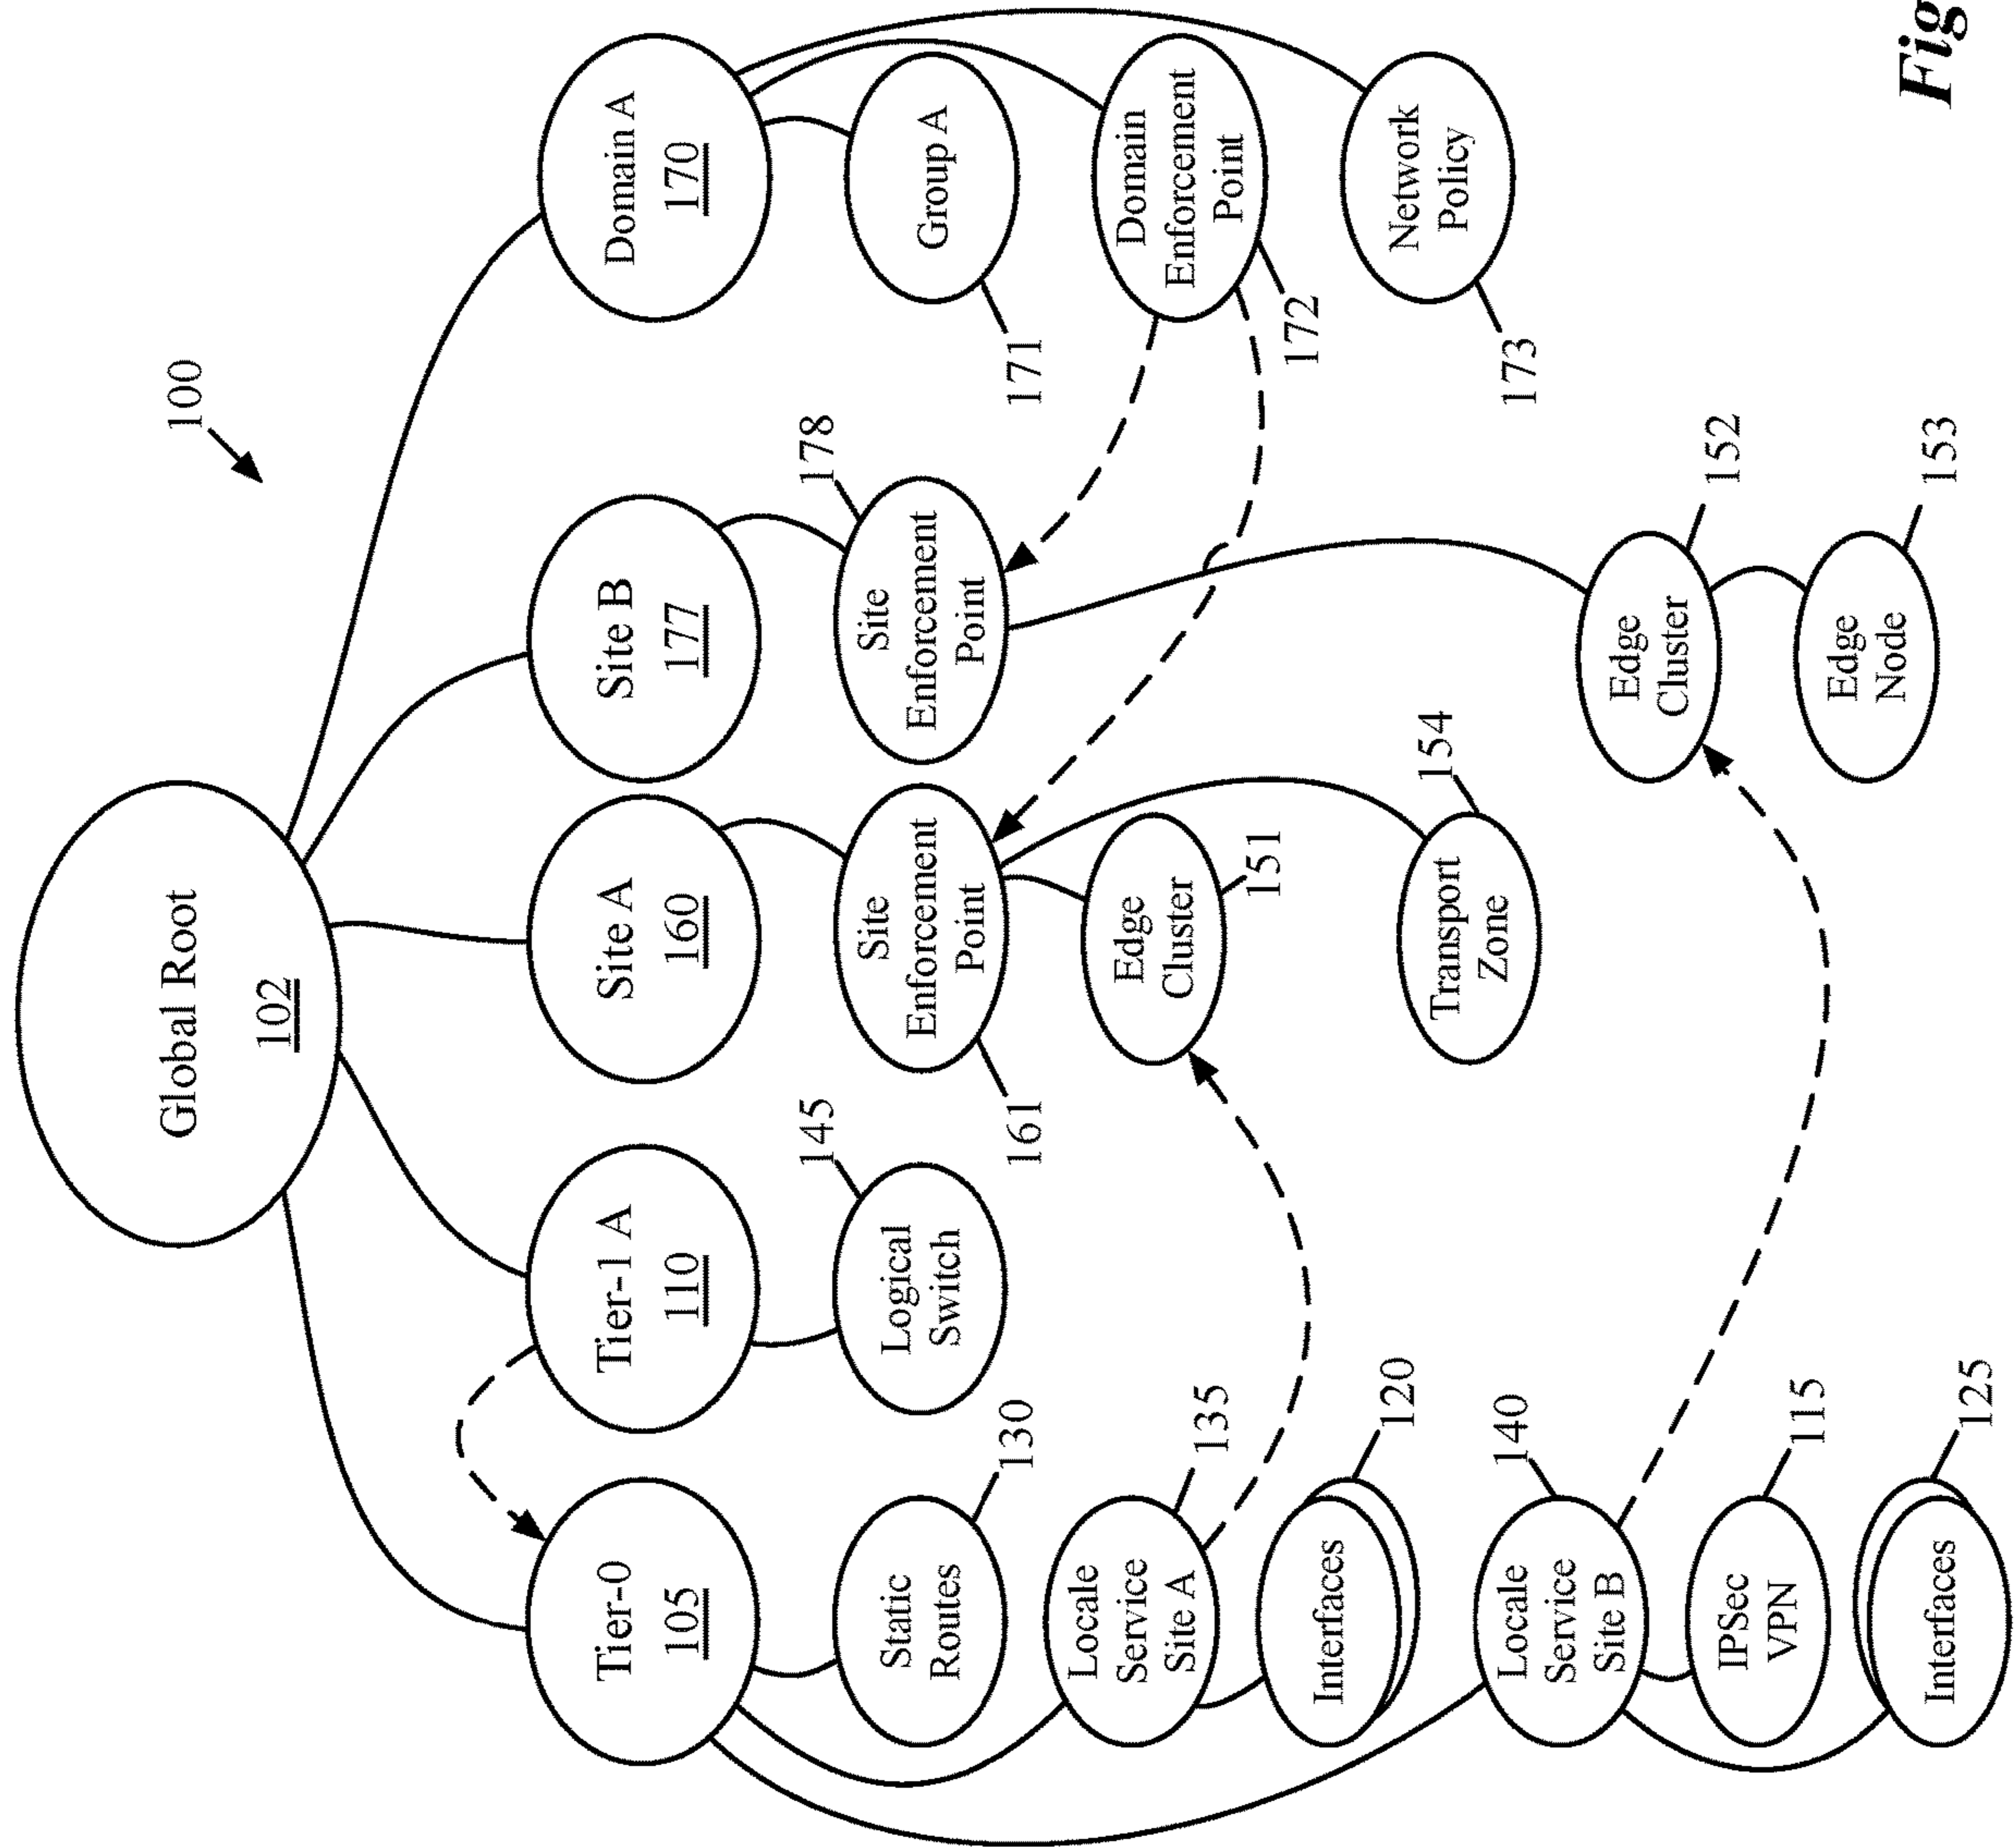 100
Global Root
102
Tier-0
105
Tier-1 A
110
Site A
160
Site B
177
Domain A
170
Static
Routes
130
Logical
Switch
145
Site
Enforcement
Point
161
Site
Enforcement
Point
178
Group A
171
Locale
Service
Site A
135
Edge
Cluster
151
Domain
Enforcement
Point
172
Interfaces
120
Transport
Zone
154
Network
Policy
173
Locale
Service
Site B
140
Edge
Cluster
152
IPSec
VPN
115
Edge
Node
153
Interfaces
125
Fig